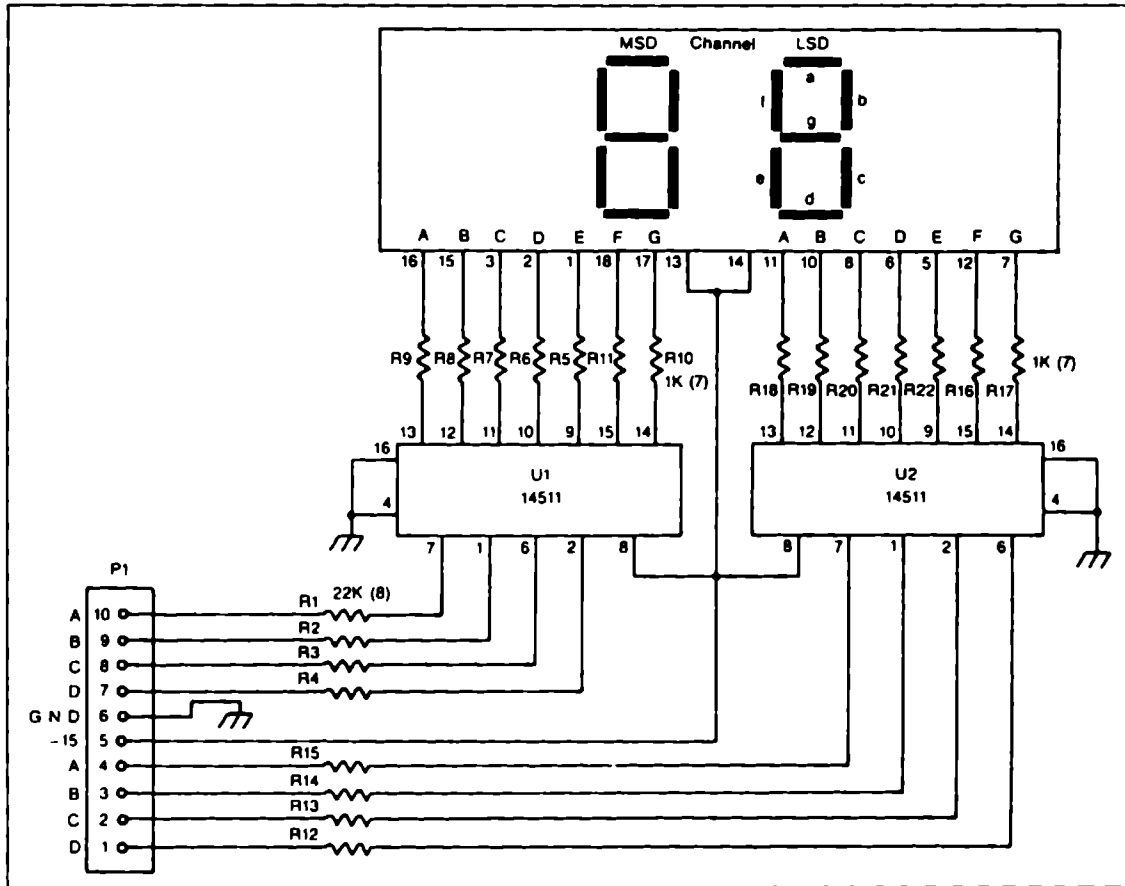 MSD Channel LSD
a
f b
g
e c
d
A B C D E F G A B C D E F G
16 15 3 2 1 18 17 13 14 11 10 8 6 5 12 7
R9 R8 R7 R6 R5 R11 R10 1K (7)
1K (7) R18 R19 R20 R21 R22 R16 R17
13 12 11 10 9 15 14 13 12 11 10 9 15 14
16 U1 U2 16
4 14511 14511 4
7 1 6 2 8 8 7 1 2 6
P1
22K (8)
A 10 R1
B 9 R2
C 8 R3
D 7 R4
G N D 6
-15 5
A 4 R15
B 3 R14
C 2 R13
D 1 R12